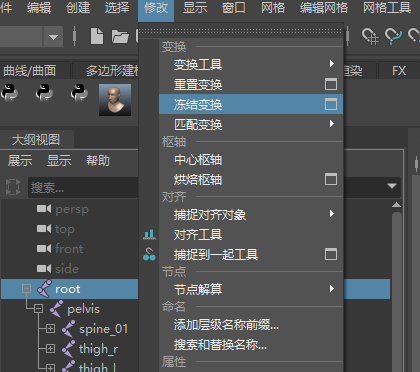 件 创建 选择 修改 显示 窗口 网格 编辑网格 网格工具
曲线/曲面 多边形建模 渲染 FX
大纲视图
展示 显示 帮助
搜索...
persp
top
front
side
root
pelvis
spine_01
thigh_r
thigh_l
变换
变换工具
重置变换
冻结变换
匹配变换
枢轴
中心枢轴
烘焙枢轴
对齐
捕捉对齐对象
对齐工具
捕捉到一起工具
节点
节点解算
命名
添加层级名称前缀...
搜索和替换名称...
属性